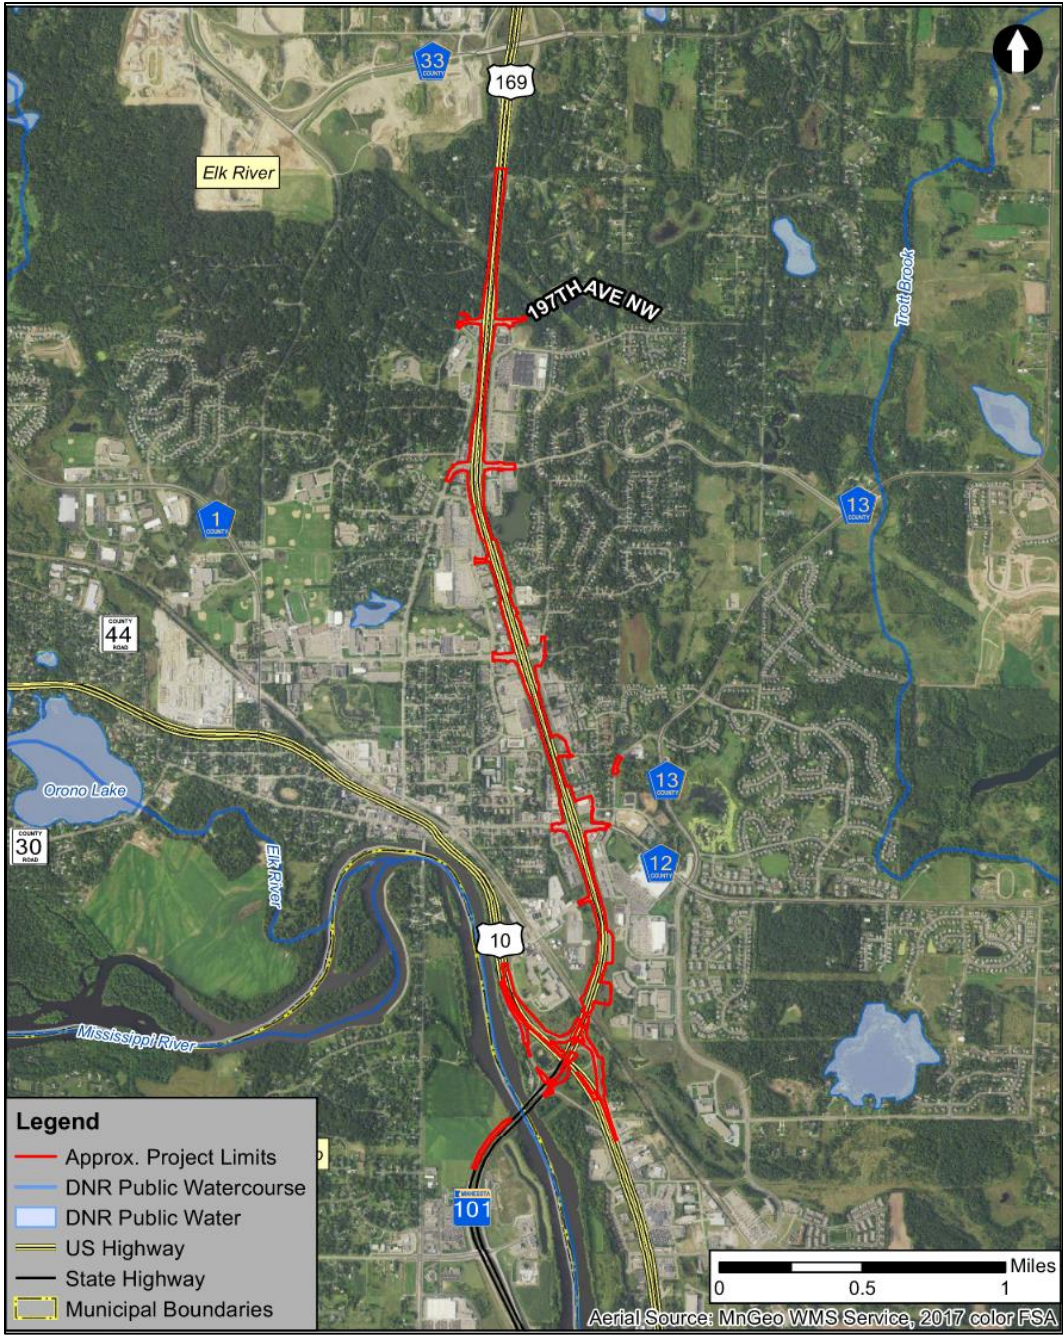 33
COUNTY
169
Elk River
197TH AVE NW
Trott Brook
1
COUNTY
13
COUNTY
COUNTY
44
ROAD
Orono Lake
COUNTY
30
ROAD
Elk River
13
COUNTY
12
COUNTY
10
Mississippi River
MINNESOTA
101
Legend
Approx. Project Limits
DNR Public Watercourse
DNR Public Water
US Highway
State Highway
Municipal Boundaries
Miles
0 0.5 1
Aerial Source: MnGeo WMS Service, 2017 color FSA